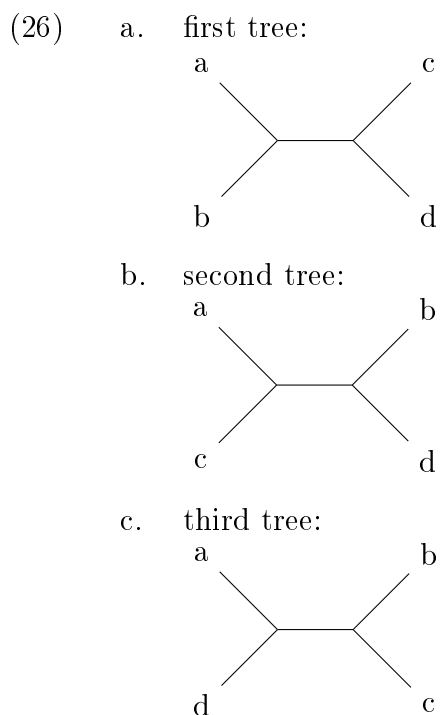 (26) a. first tree:
a c
b d
b. second tree:
a b
c d
c. third tree:
a b
d c